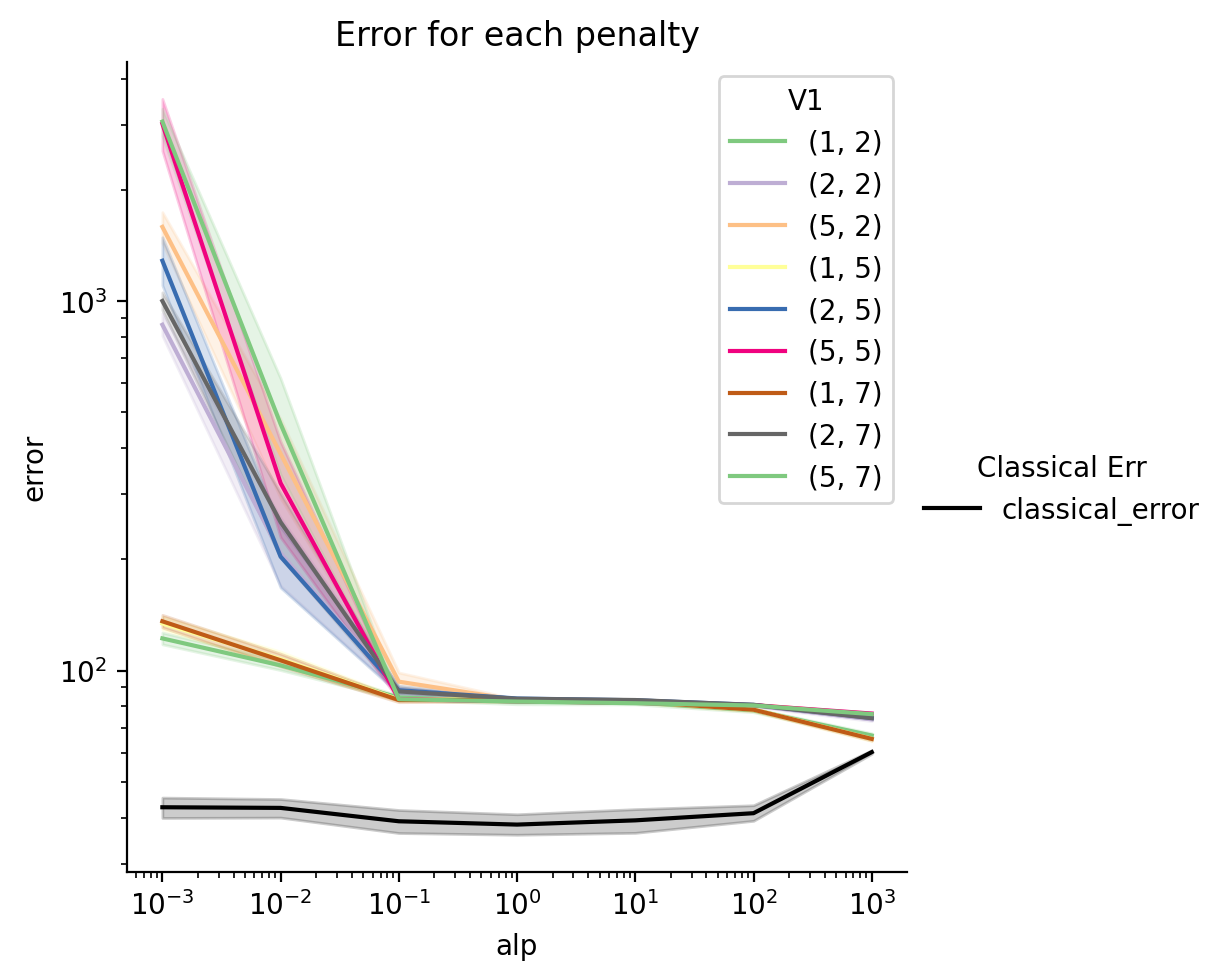 Error for each penalty
V1
(1, 2)
(2, 2)
(5, 2)
(1, 5)
(2, 5)
(5, 5)
(1, 7)
(2, 7)
(5, 7)
Classical Err
classical_error
error
10³
10²
10⁻³ 10⁻² 10⁻¹ 10⁰ 10¹ 10² 10³
alp